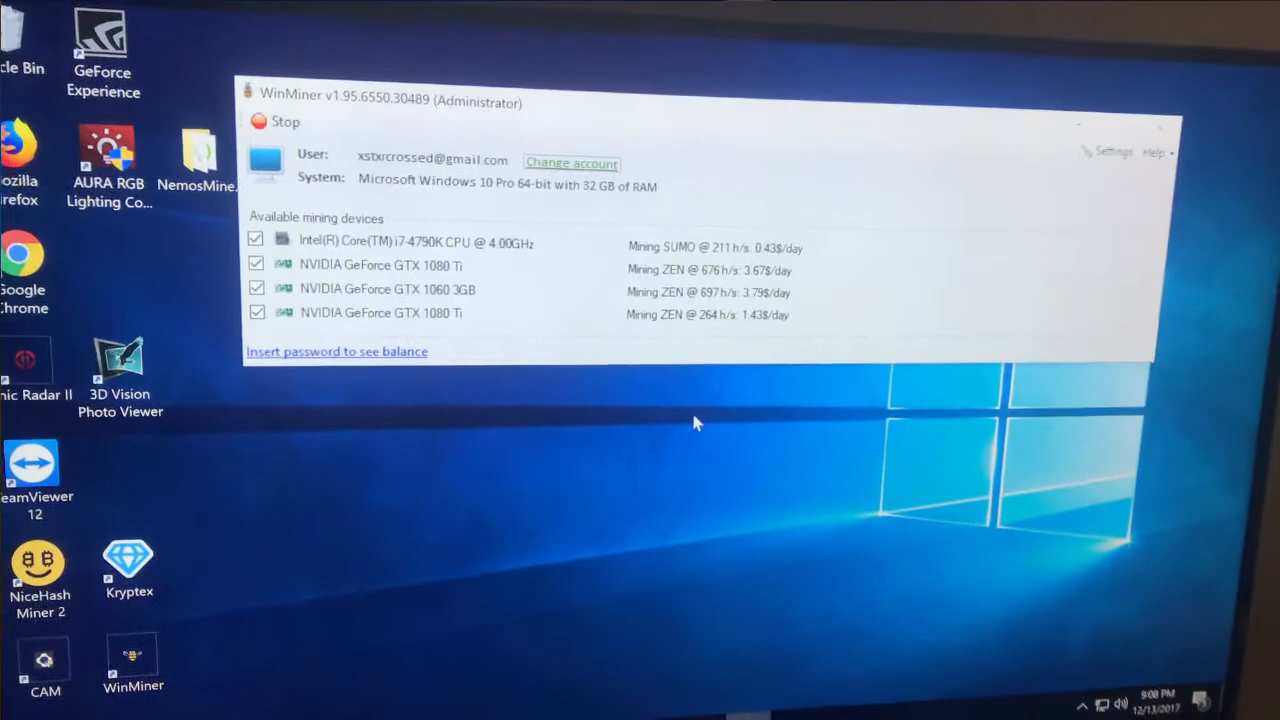 cle Bin
GeForce
Experience
ozilla
irefox
AURA RGB
Lighting Co...
NemosMine...
Google
Chrome
nic Radar II
3D Vision
Photo Viewer
eamViewer
12
NiceHash
Miner 2
Kryptex
CAM
WinMiner
WinMiner v1.95.6550.30489 (Administrator)
Stop
Settings Help
User: xstxrcrossed@gmail.com Change account
System: Microsoft Windows 10 Pro 64-bit with 32 GB of RAM
Available mining devices
Intel(R) Core(TM) i7-4790K CPU @ 4.00GHz Mining SUMO @ 211 h/s: 0.43$/day
NVIDIA GeForce GTX 1080 Ti Mining ZEN @ 676 h/s: 3.67$/day
NVIDIA GeForce GTX 1060 3GB Mining ZEN @ 697 h/s: 3.79$/day
NVIDIA GeForce GTX 1080 Ti Mining ZEN @ 264 h/s: 1.43$/day
Insert password to see balance
9:08 PM
12/13/2017